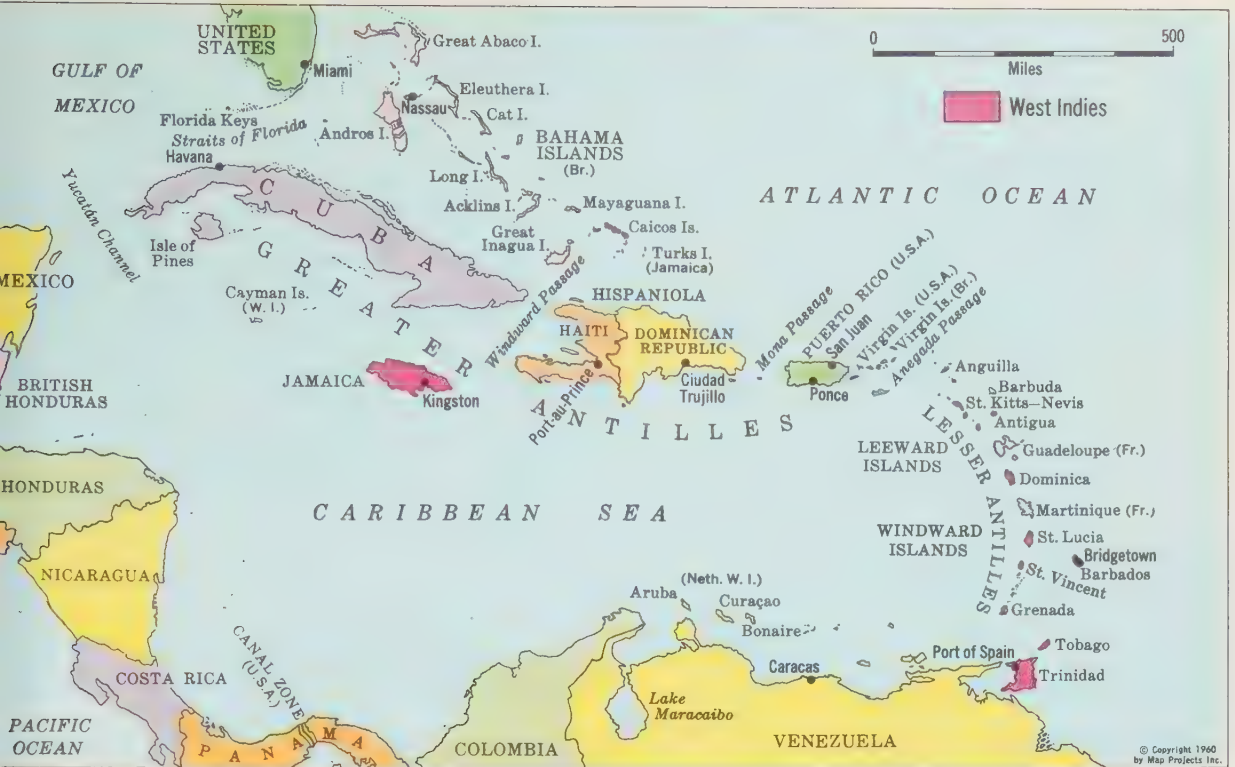 UNITED
STATES
GULF OF
MEXICO
Miami
Great Abaco I.
0 500
Miles
West Indies
Florida Keys
Straits of Florida
Havana
Andros I.
Nassau
Eleuthera I.
Cat I.
BAHAMA
ISLANDS
(Br.)
Long I.
Acklins I.
Mayaguana I.
Great
Inagua I.
Caicos Is.
Turks I.
(Jamaica)
ATLANTIC OCEAN
Yucatán Channel
CUBA
Isle of
Pines
Cayman Is.
(W. I.)
GREATER
ANTILLES
Windward Passage
HISPANIOLA
HAITI
DOMINICAN
REPUBLIC
Port-au-Prince
Ciudad
Trujillo
Mona Passage
PUERTO RICO (U.S.A.)
San Juan
Ponce
Virgin Is. (U.S.A.)
Virgin Is. (Br.)
Anegada Passage
MEXICO
BRITISH
HONDURAS
JAMAICA
Kingston
Anguilla
Barbuda
St. Kitts—Nevis
Antigua
LESSER ANTILLES
LEEWARD
ISLANDS
Guadeloupe (Fr.)
Dominica
Martinique (Fr.)
WINDWARD
ISLANDS
St. Lucia
Bridgetown
Barbados
St. Vincent
Grenada
HONDURAS
CARIBBEAN SEA
NICARAGUA
(Neth. W. I.)
Aruba
Curaçao
Bonaire
Tobago
Port of Spain
Trinidad
COSTA RICA
CANAL ZONE
(U.S.A.)
Caracas
Lake
Maracaibo
PACIFIC
OCEAN
PANAMA
COLOMBIA
VENEZUELA
© Copyright 1960
by Map Projects Inc.